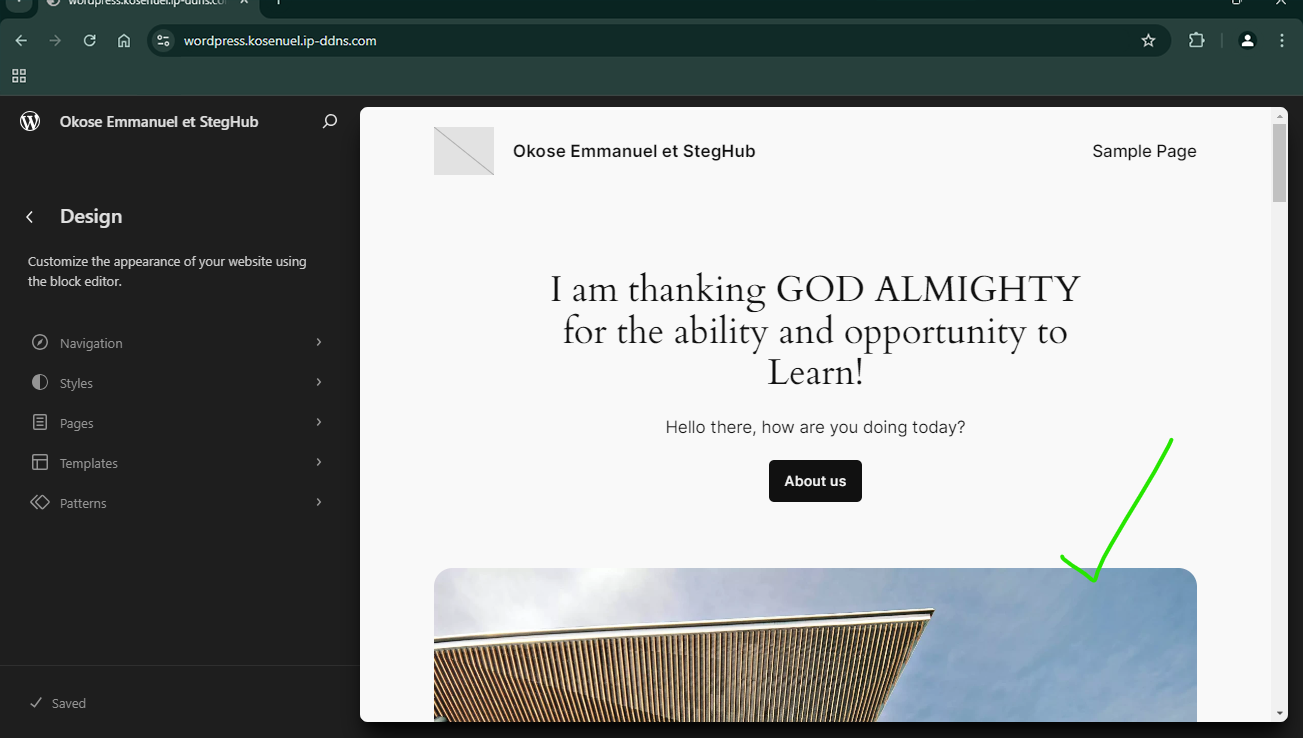 wordpress.kosenuel.ip-ddns.co
wordpress.kosenuel.ip-ddns.com
Okose Emmanuel et StegHub
Design
Customize the appearance of your website using
the block editor.
Navigation
Styles
Pages
Templates
Patterns
Saved
Okose Emmanuel et StegHub
Sample Page
I am thanking GOD ALMIGHTY
for the ability and opportunity to
Learn!
Hello there, how are you doing today?
About us